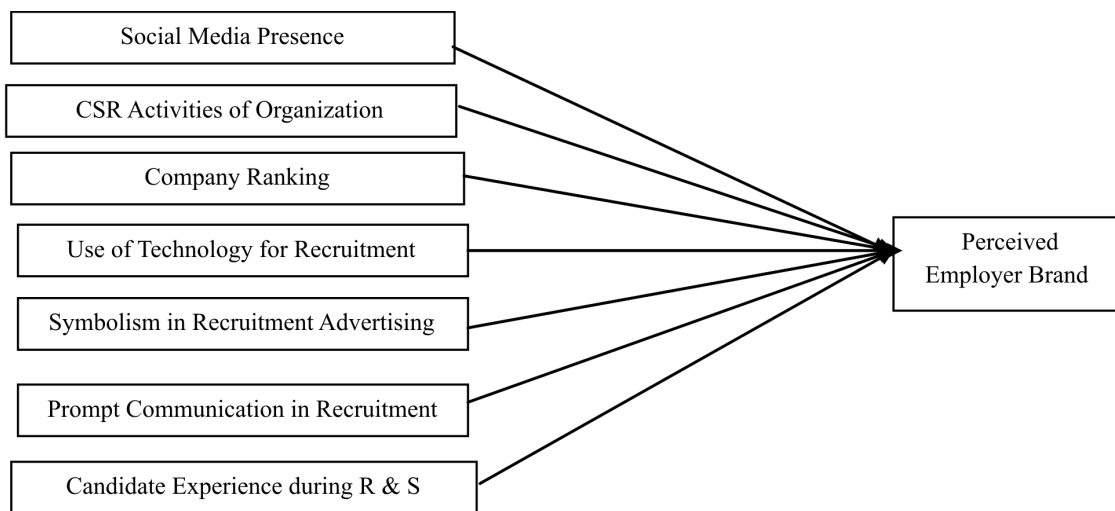 Social Media Presence
CSR Activities of Organization
Company Ranking
Use of Technology for Recruitment
Symbolism in Recruitment Advertising
Prompt Communication in Recruitment
Candidate Experience during R & S
Perceived
Employer Brand